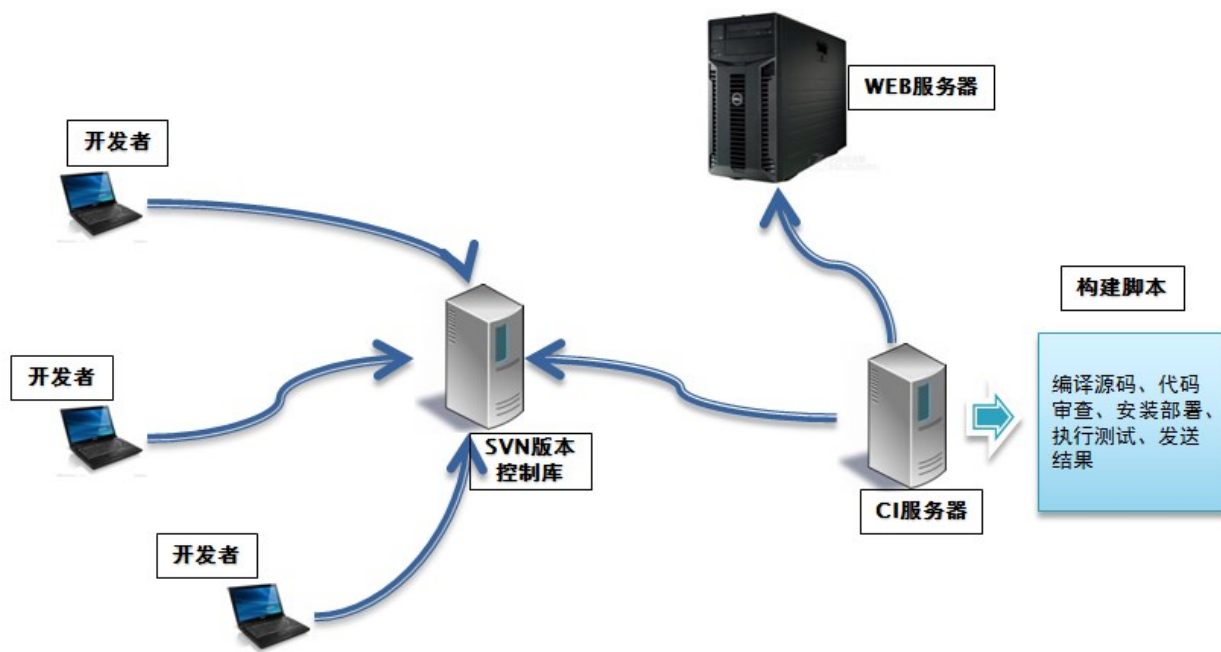 WEB服务器
开发者
构建脚本
开发者
编译源码、代码
审查、安装部署、
执行测试、发送
结果
SVN版本
控制库
CI服务器
开发者